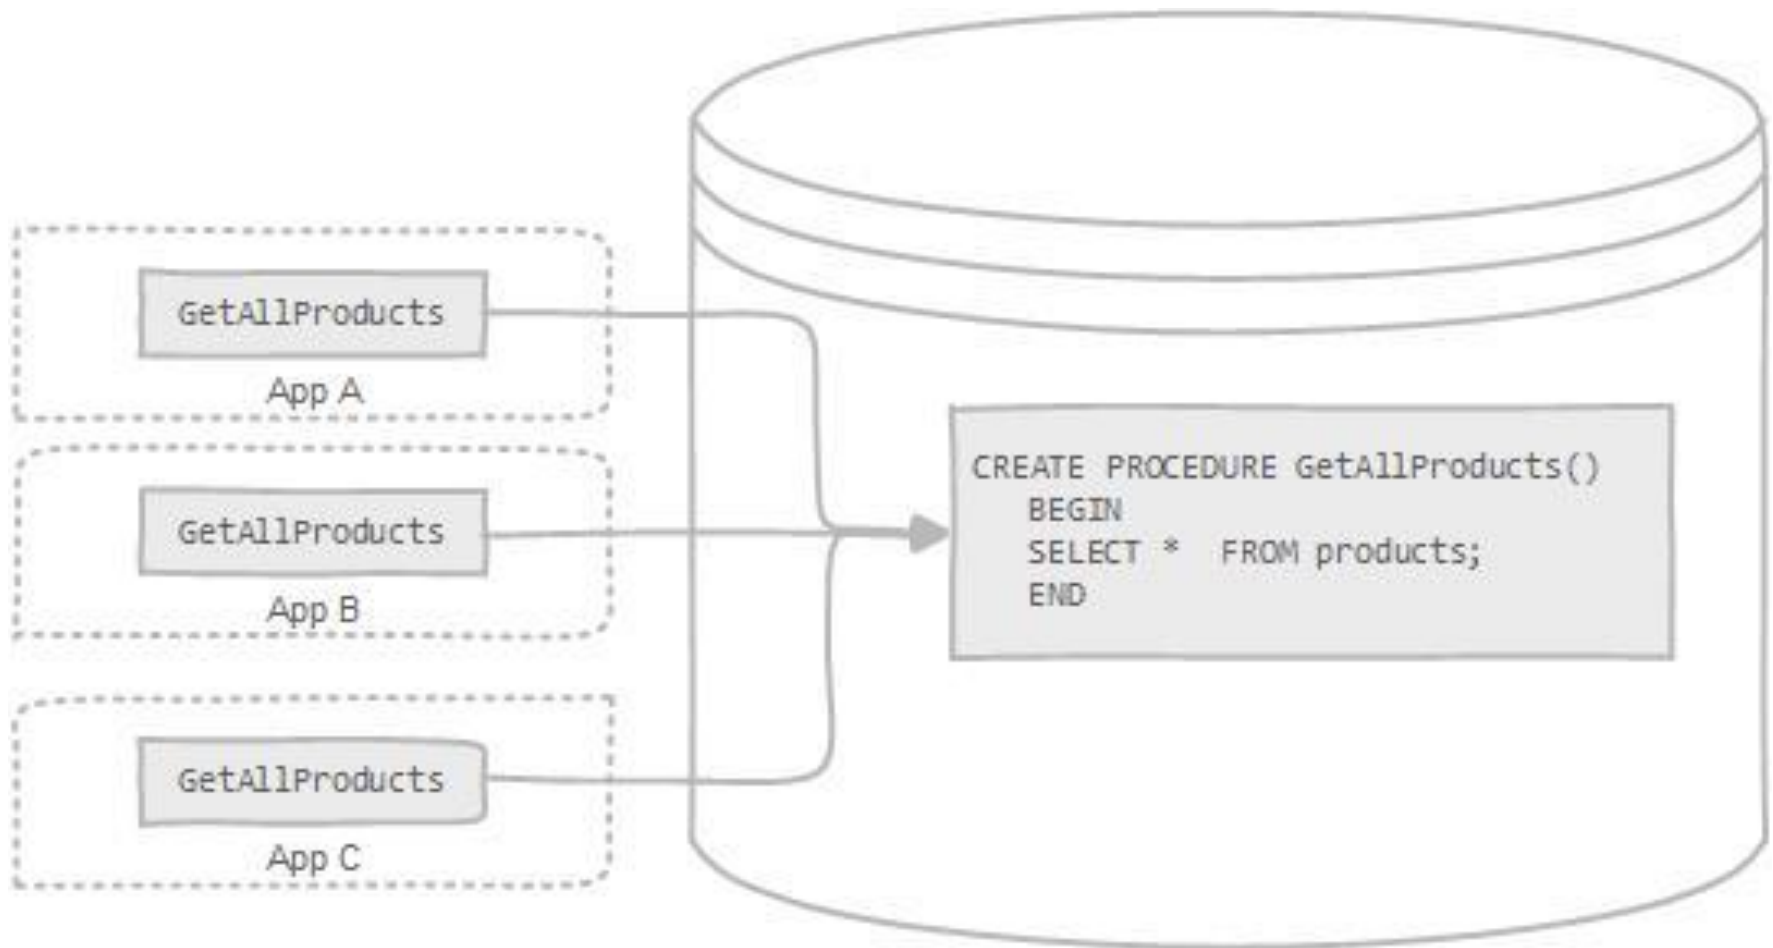 GetAllProducts
App A
GetAllProducts
App B
GetAllProducts
App C
CREATE PROCEDURE GetAllProducts()
BEGIN
SELECT * FROM products;
END